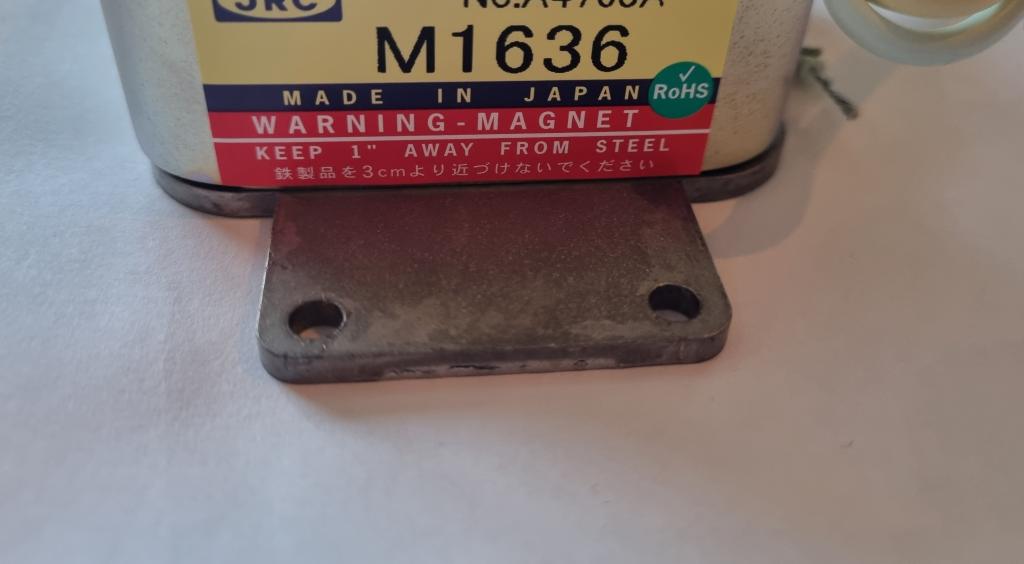 JRC
M1636
MADE IN JAPAN
RoHS
WARNING-MAGNET
KEEP 1" AWAY FROM STEEL
鉄製品を3cmより近づけないでください